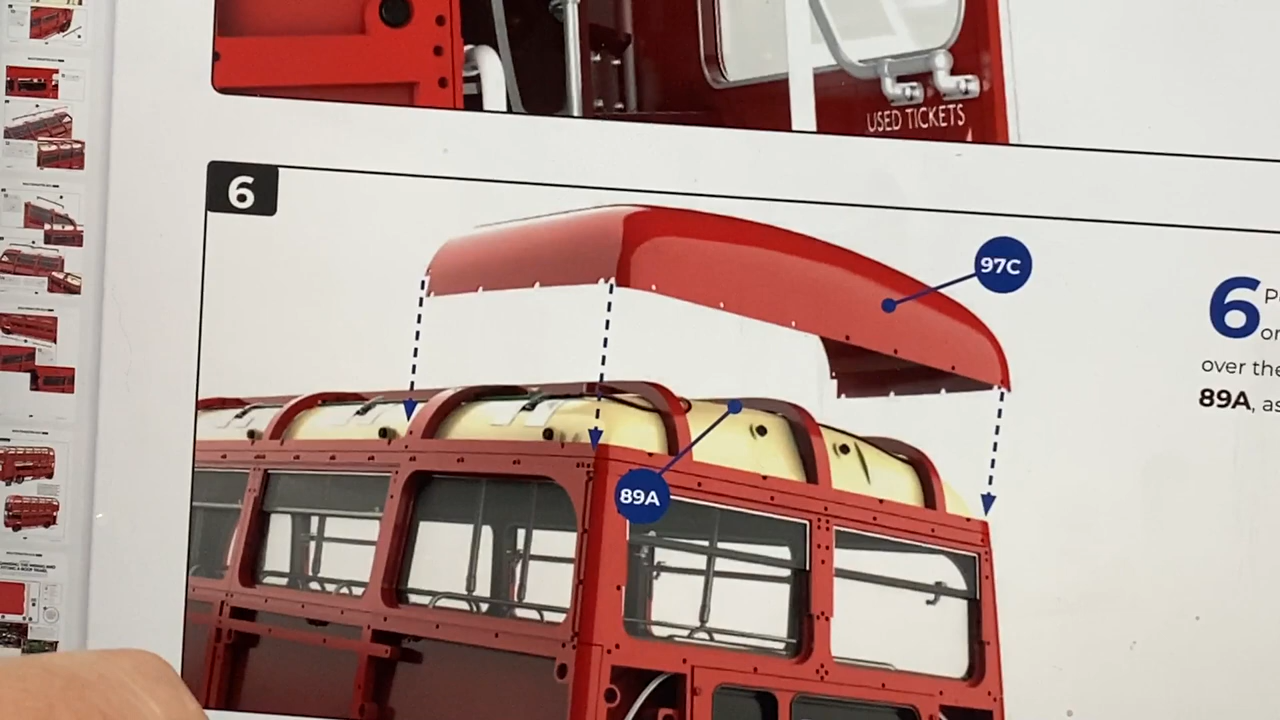 USED TICKETS
6
97C
89A
6
over the
89A, as